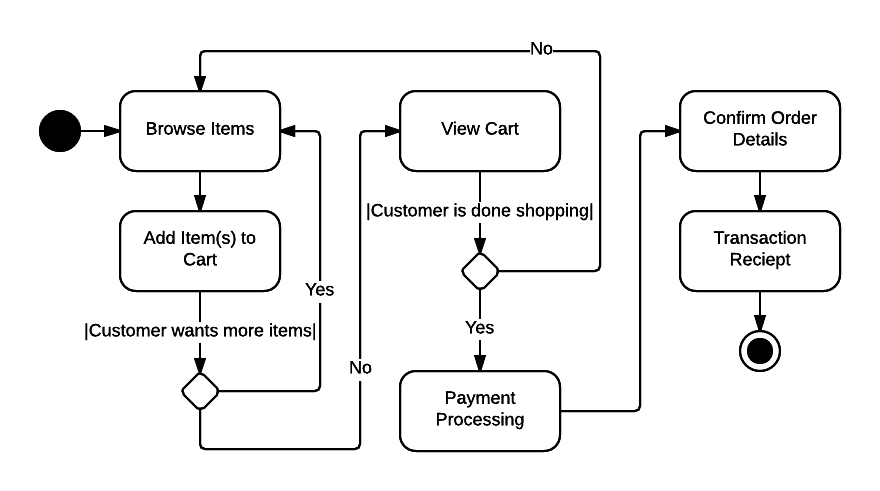 No
Browse Items
View Cart
Confirm Order
Details
|Customer is done shopping|
Add Item(s) to
Cart
Transaction
Reciept
Yes
|Customer wants more items|
Yes
No
Payment
Processing